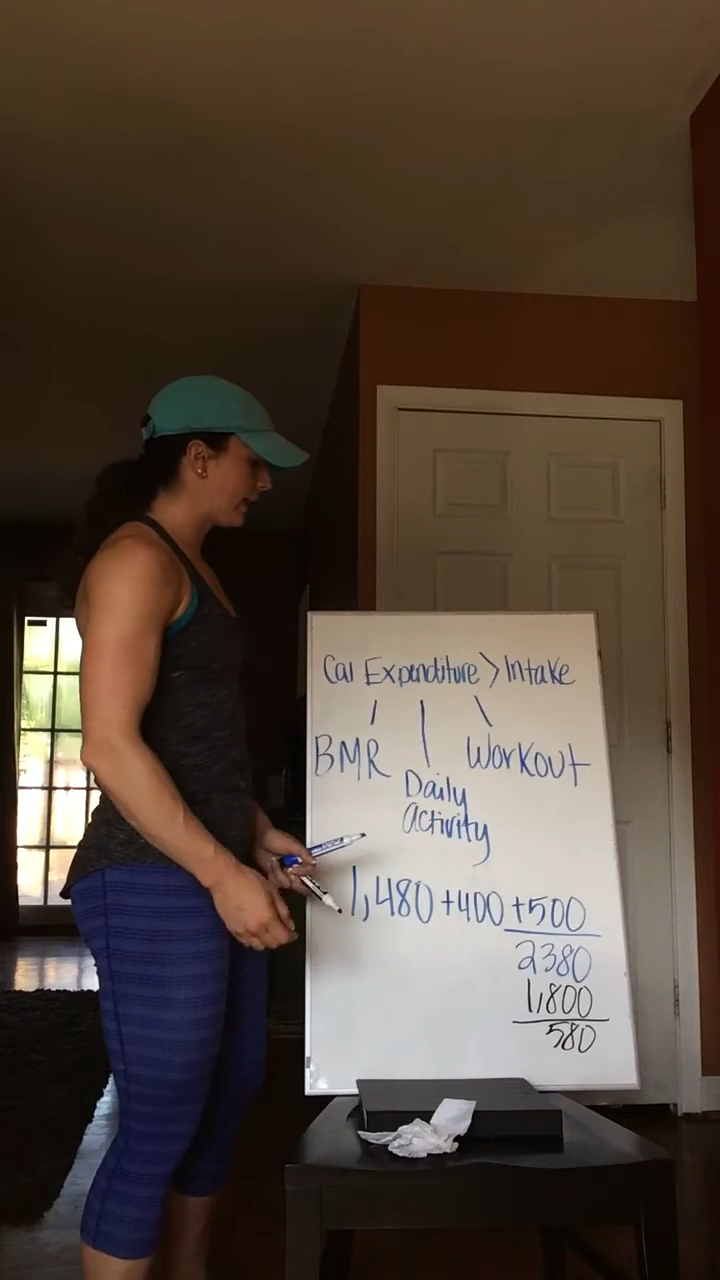 Cal Expenditure > Intake
BMR Daily Activity Workout
1,480 + 400 + 500
2380
1,800
580